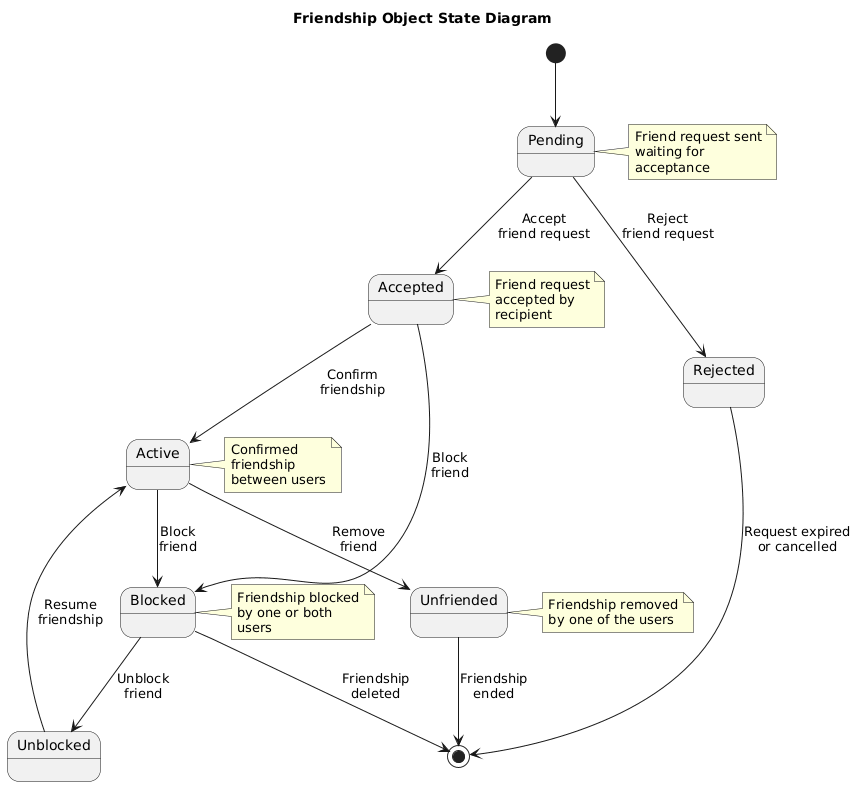 Friendship Object State Diagram
Pending
Friend request sent
waiting for
acceptance
Accept
friend request
Reject
friend request
Accepted
Friend request
accepted by
recipient
Rejected
Confirm
friendship
Active
Confirmed
friendship
between users
Block
friend
Block
friend
Remove
friend
Request expired
or cancelled
Blocked
Friendship blocked
by one or both
users
Unfriended
Friendship removed
by one of the users
Resume
friendship
Unblock
friend
Friendship
deleted
Friendship
ended
Unblocked